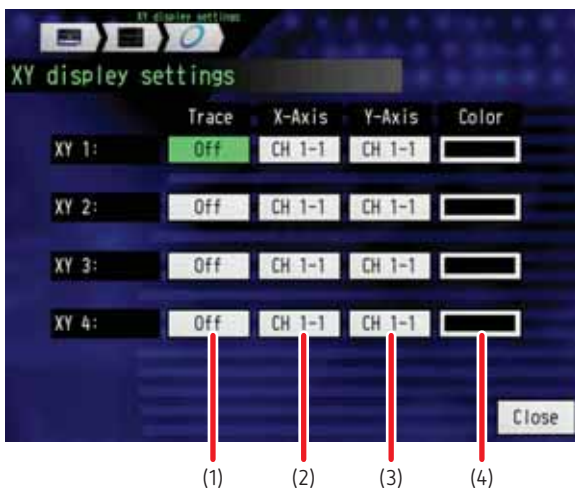 XY display settings
XY display settings
Trace X-Axis Y-Axis Color
XY 1: Off CH 1-1 CH 1-1
XY 2: Off CH 1-1 CH 1-1
XY 3: Off CH 1-1 CH 1-1
XY 4: Off CH 1-1 CH 1-1
Close
(1) (2) (3) (4)